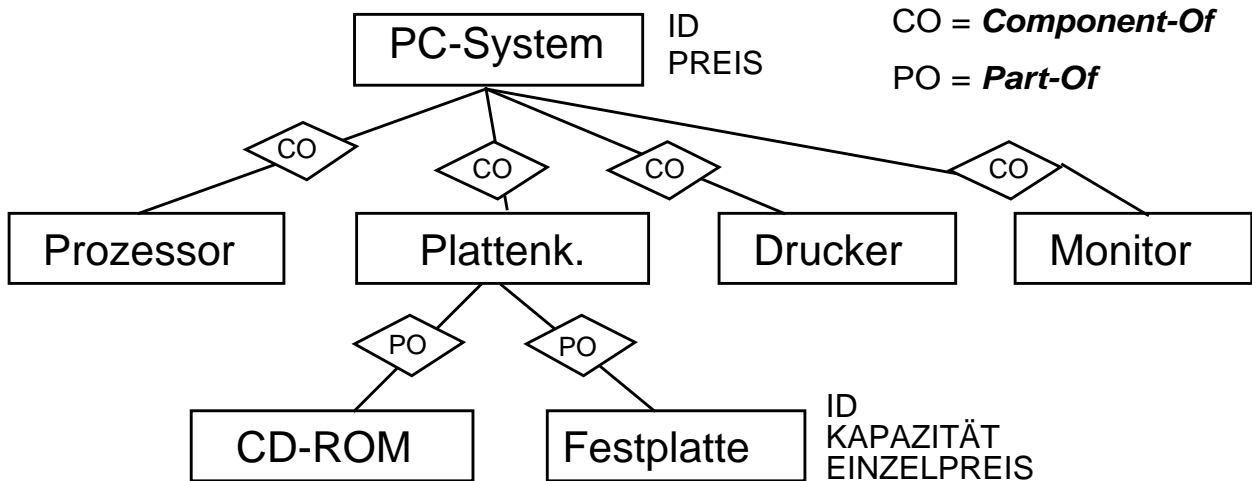 PC-System
ID
PREIS
CO = Component-Of
PO = Part-Of
CO
CO
CO
CO
Prozessor
Plattenk.
Drucker
Monitor
PO
PO
CD-ROM
Festplatte
ID
KAPAZITÄT
EINZELPREIS